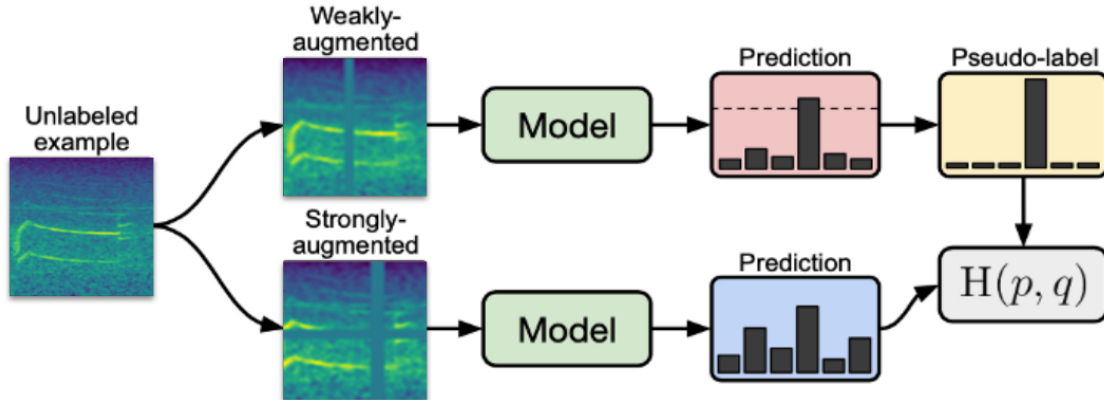 Weakly-
augmented
Unlabeled
example
Model
Prediction
Pseudo-label
Strongly-
augmented
Model
Prediction
H(p, q)